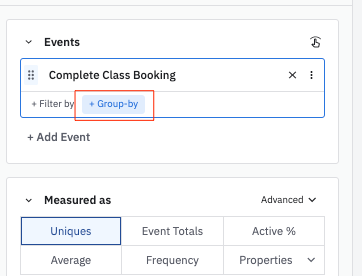 Events
Complete Class Booking
+ Filter by + Group-by
+ Add Event
Measured as Advanced
Uniques Event Totals Active %
Average Frequency Properties